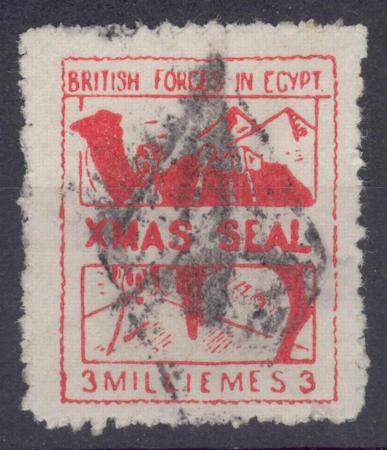 BRITISH FORCES IN EGYPT.
XMAS SEAL
3 MILLIEMES 3